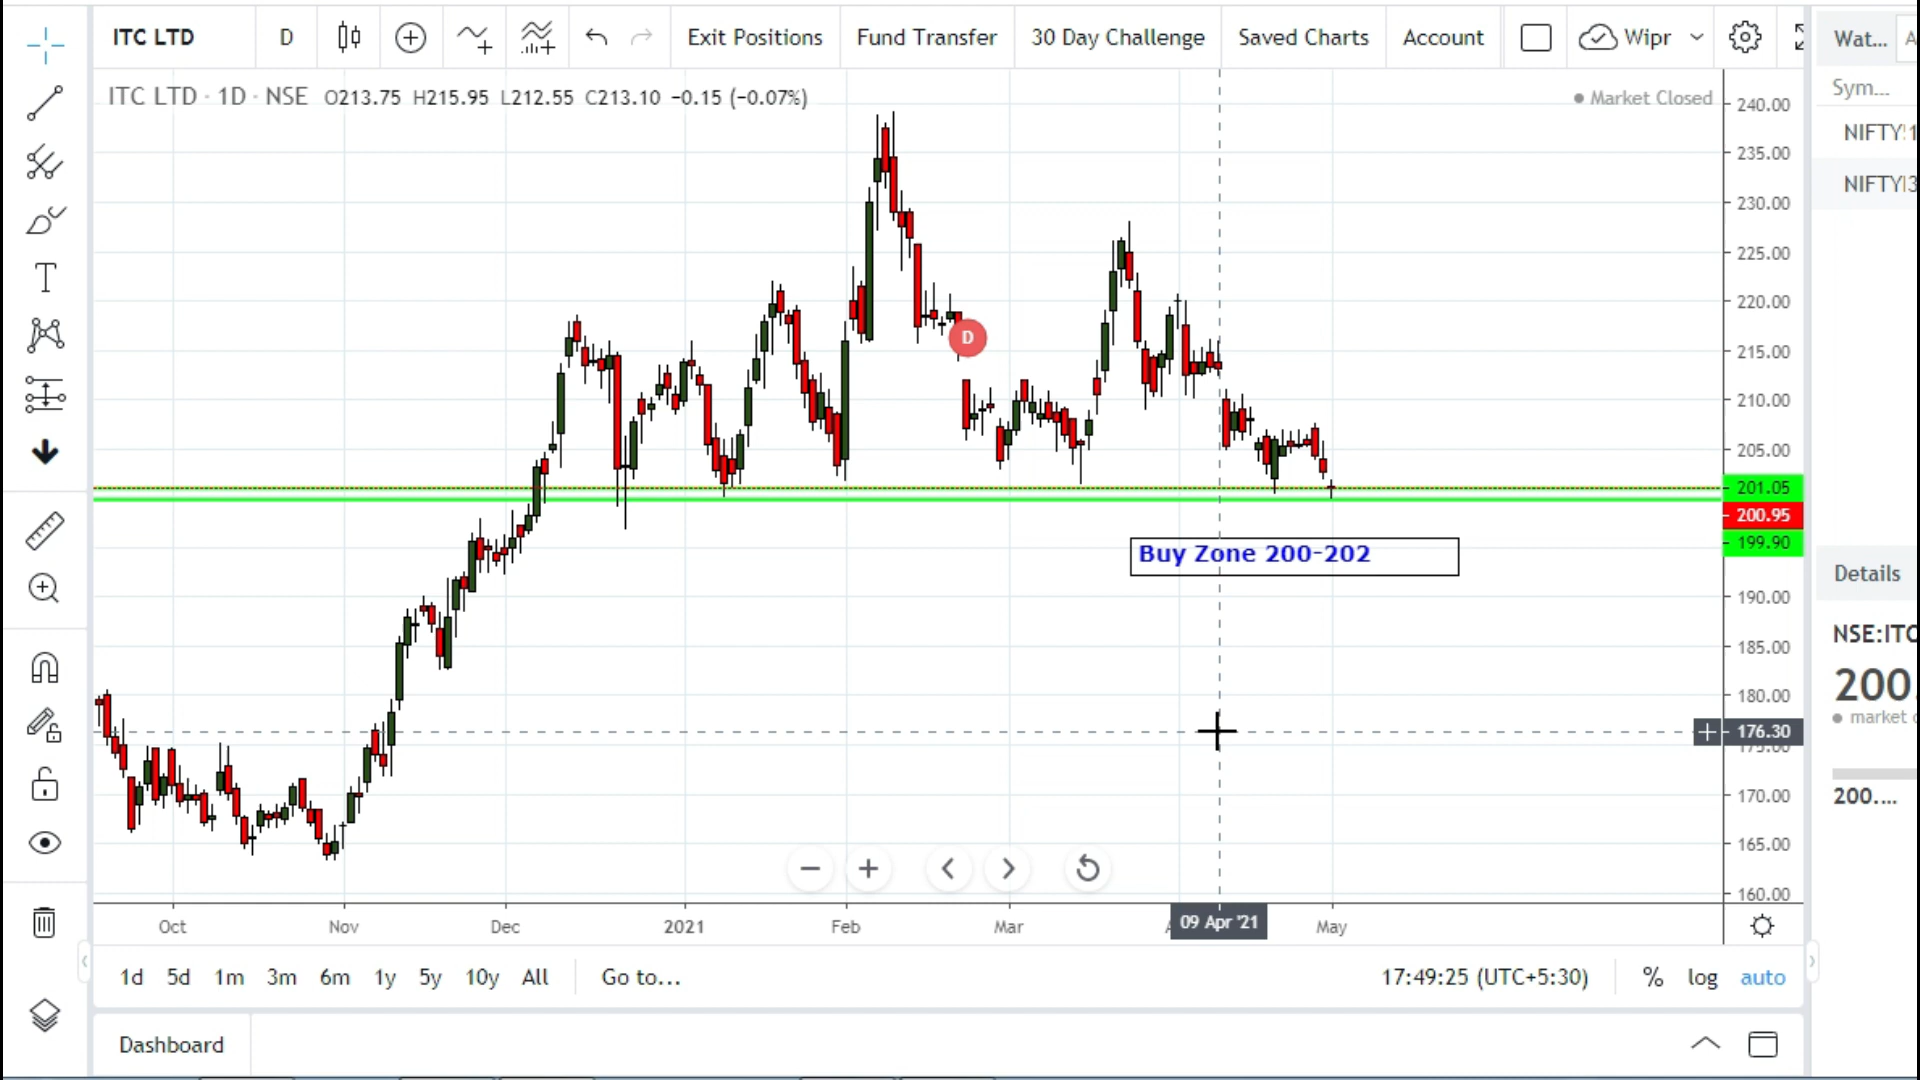 ITC LTD D Exit Positions Fund Transfer 30 Day Challenge Saved Charts Account Wipr Wat...
ITC LTD · 1D · NSE O213.75 H215.95 L212.55 C213.10 −0.15 (−0.07%)
Market Closed
Sym...
NIFTY
NIFTY
240.00
235.00
230.00
225.00
220.00
215.00
210.00
205.00
201.05
200.95
199.90
190.00
185.00
180.00
176.30
175.00
170.00
165.00
160.00
D
T
Buy Zone 200-202
Details
NSE:ITC
200.
market
200....
Oct Nov Dec 2021 Feb Mar 09 Apr '21 May
1d 5d 1m 3m 6m 1y 5y 10y All Go to... 17:49:25 (UTC+5:30) % log auto
Dashboard